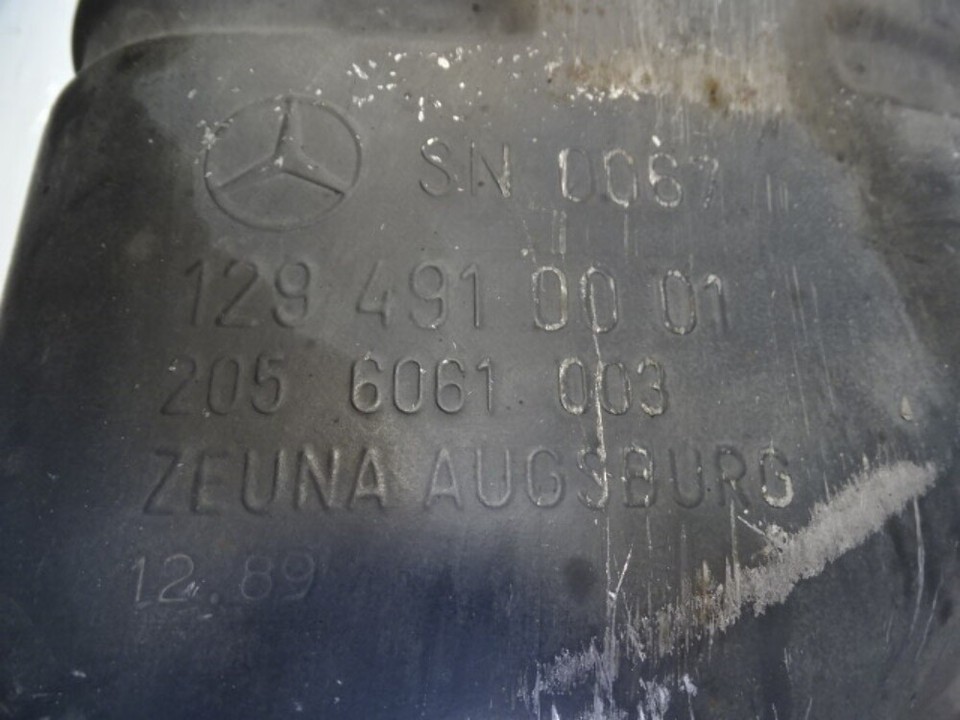 SN 0067
129 491 00 01
205 6061 003
ZEUNA AUGSBURG
12.89